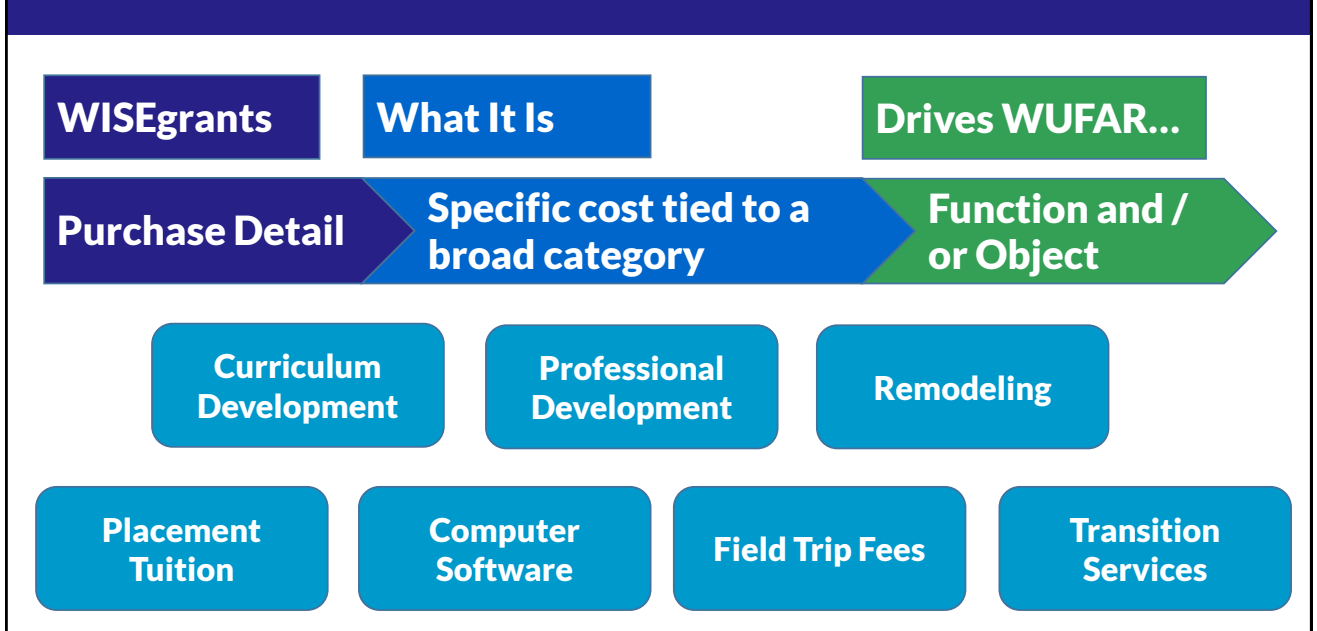 WISEgrants
What It Is
Drives WUFAR...
Purchase Detail
Specific cost tied to a
broad category
Function and /
or Object
Curriculum
Development
Professional
Development
Remodeling
Placement
Tuition
Computer
Software
Field Trip Fees
Transition
Services